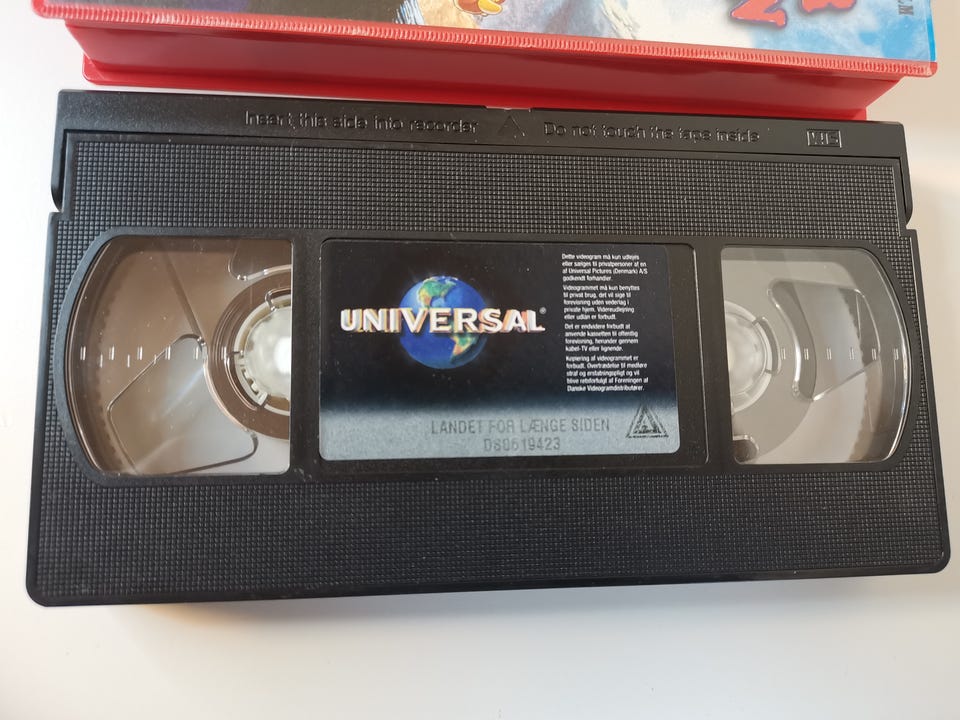 Insert this side into recorder
Do not touch the tape inside
VHS
UNIVERSAL®
Dette videogram må kun udlejes
eller sælges til privatpersoner af en
af Universal Pictures (Denmark) A/S
godkendt forhandler.
Videogrammet må kun benyttes
til privat brug, det vil sige til
forevisning uden vederlag i
private hjem. Videreudlejning
eller udlån er forbudt.
Det er endvidere forbudt at
anvende kassetten til offentlig
forevisning, herunder gennem
kabel-TV eller lignende.
Kopiering af videogrammet er
forbudt. Overtrædelse til medføre
straf og erstatningspligt og vil
blive retsforfulgt af Foreningen af
Danske Videogramdistributører.
LANDET FOR LÆNGE SIDEN